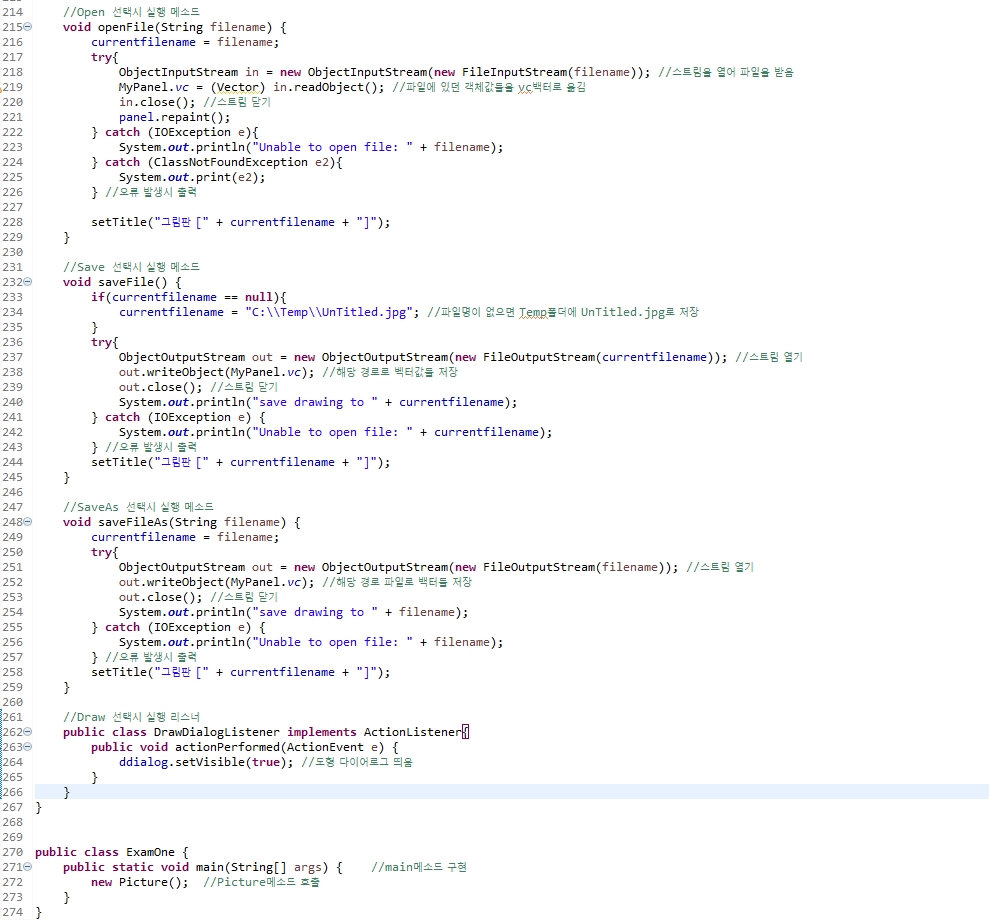 214 //Open 선택시 실행 메소드
215 void openFile(String filename) {
216 currentfilename = filename;
217 try{
218 ObjectInputStream in = new ObjectInputStream(new FileInputStream(filename)); //스트림을 열어 파일을 받음
219 MyPanel.vc = (Vector) in.readObject(); //파일에 있던 객체값들을 vc벡터로 옮김
220 in.close(); //스트림 닫기
221 panel.repaint();
222 } catch (IOException e){
223 System.out.println("Unable to open file: " + filename);
224 } catch (ClassNotFoundException e2){
225 System.out.print(e2);
226 } //오류 발생시 출력
227
228 setTitle("그림판 [" + currentfilename + "]");
229 }
230
231 //Save 선택시 실행 메소드
232 void saveFile() {
233 if(currentfilename == null){
234 currentfilename = "C:\\Temp\\UnTitled.jpg"; //파일명이 없으면 Temp폴더에 UnTitled.jpg로 저장
235 }
236 try{
237 ObjectOutputStream out = new ObjectOutputStream(new FileOutputStream(currentfilename)); //스트림 열기
238 out.writeObject(MyPanel.vc); //해당 경로로 벡터값을 저장
239 out.close(); //스트림 닫기
240 System.out.println("save drawing to " + currentfilename);
241 } catch (IOException e) {
242 System.out.println("Unable to open file: " + currentfilename);
243 } //오류 발생시 출력
244 setTitle("그림판 [" + currentfilename + "]");
245 }
246
247 //SaveAs 선택시 실행 메소드
248 void saveFileAs(String filename) {
249 currentfilename = filename;
250 try{
251 ObjectOutputStream out = new ObjectOutputStream(new FileOutputStream(filename)); //스트림 열기
252 out.writeObject(MyPanel.vc); //해당 경로 파일로 백터를 저장
253 out.close(); //스트림 닫기
254 System.out.println("save drawing to " + filename);
255 } catch (IOException e) {
256 System.out.println("Unable to open file: " + filename);
257 } //오류 발생시 출력
258 setTitle("그림판 [" + currentfilename + "]");
259 }
260
261 //Draw 선택시 실행 리스너
262 public class DrawDialogListener implements ActionListener{
263 public void actionPerformed(ActionEvent e) {
264 ddialog.setVisible(true); //도형 다이어로그 띄움
265 }
266 }
267 }
268
269
270 public class ExamOne {
271 public static void main(String[] args) { //main메소드 구현
272 new Picture(); //Picture메소드 호출
273 }
274 }